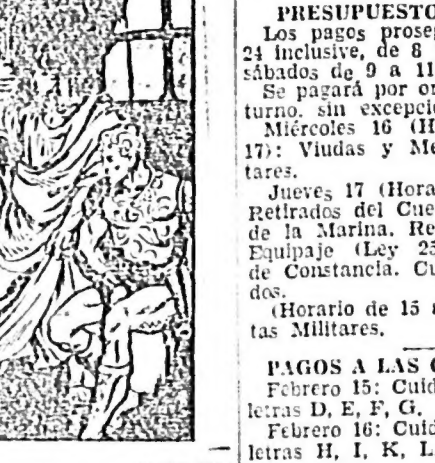 PRESUPUESTO
Los pagos prose
24 inclusive, de 8
sábados de 9 a 11
Se pagará por or
turno, sin excepció
Miércoles 16 (H
17): Viudas y Me
tares.
Jueves 17 (Hora
Retirados del Cue
de la Marina. Re
Equipaje (Ley 25
de Constancia. Cu
dos.
(Horario de 15
tas Militares.
PAGOS A LAS
Febrero 15: Cuid
letras D, E, F, G.
Febrero 16: Cuid
letras H, I, K, L